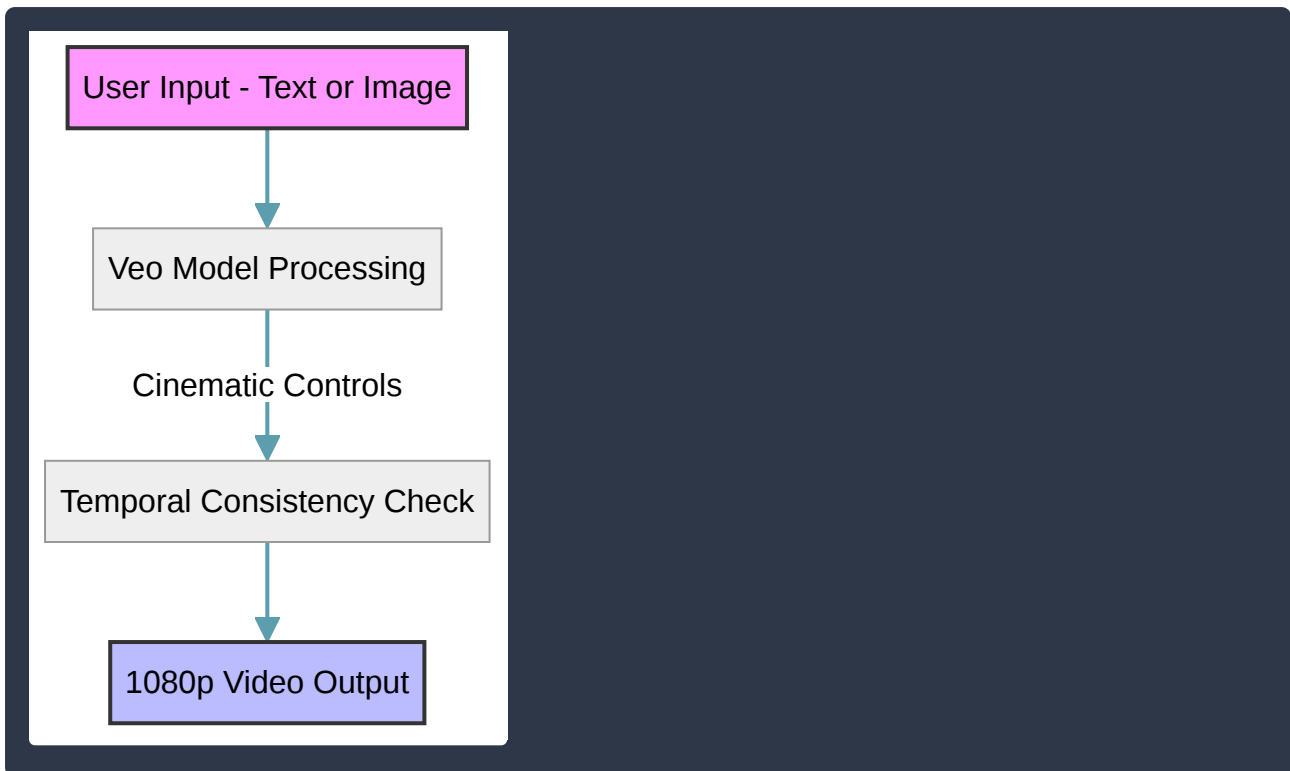 User Input - Text or Image
Veo Model Processing
Cinematic Controls
Temporal Consistency Check
1080p Video Output